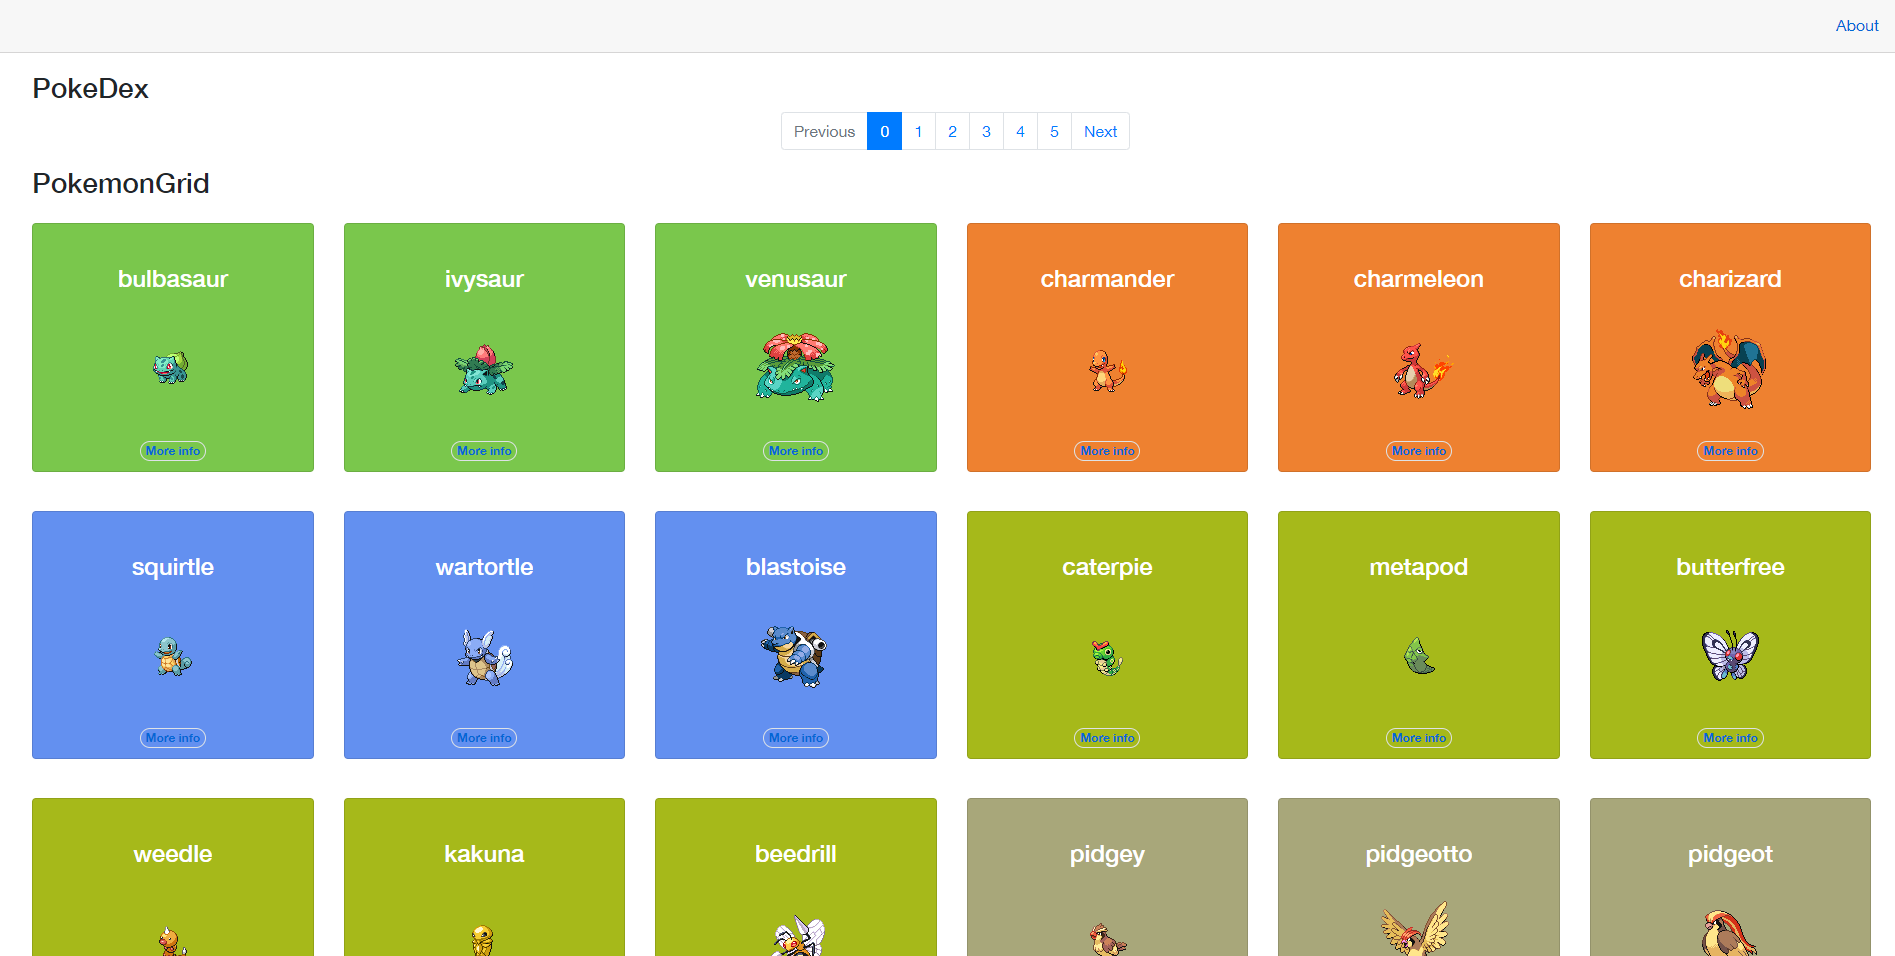 About
PokeDex
Previous 0 1 2 3 4 5 Next
PokemonGrid
bulbasaur ivysaur venusaur charmander charmeleon charizard
More info More info More info More info More info More info
squirtle wartortle blastoise caterpie metapod butterfree
More info More info More info More info More info More info
weedle kakuna beedrill pidgey pidgeotto pidgeot